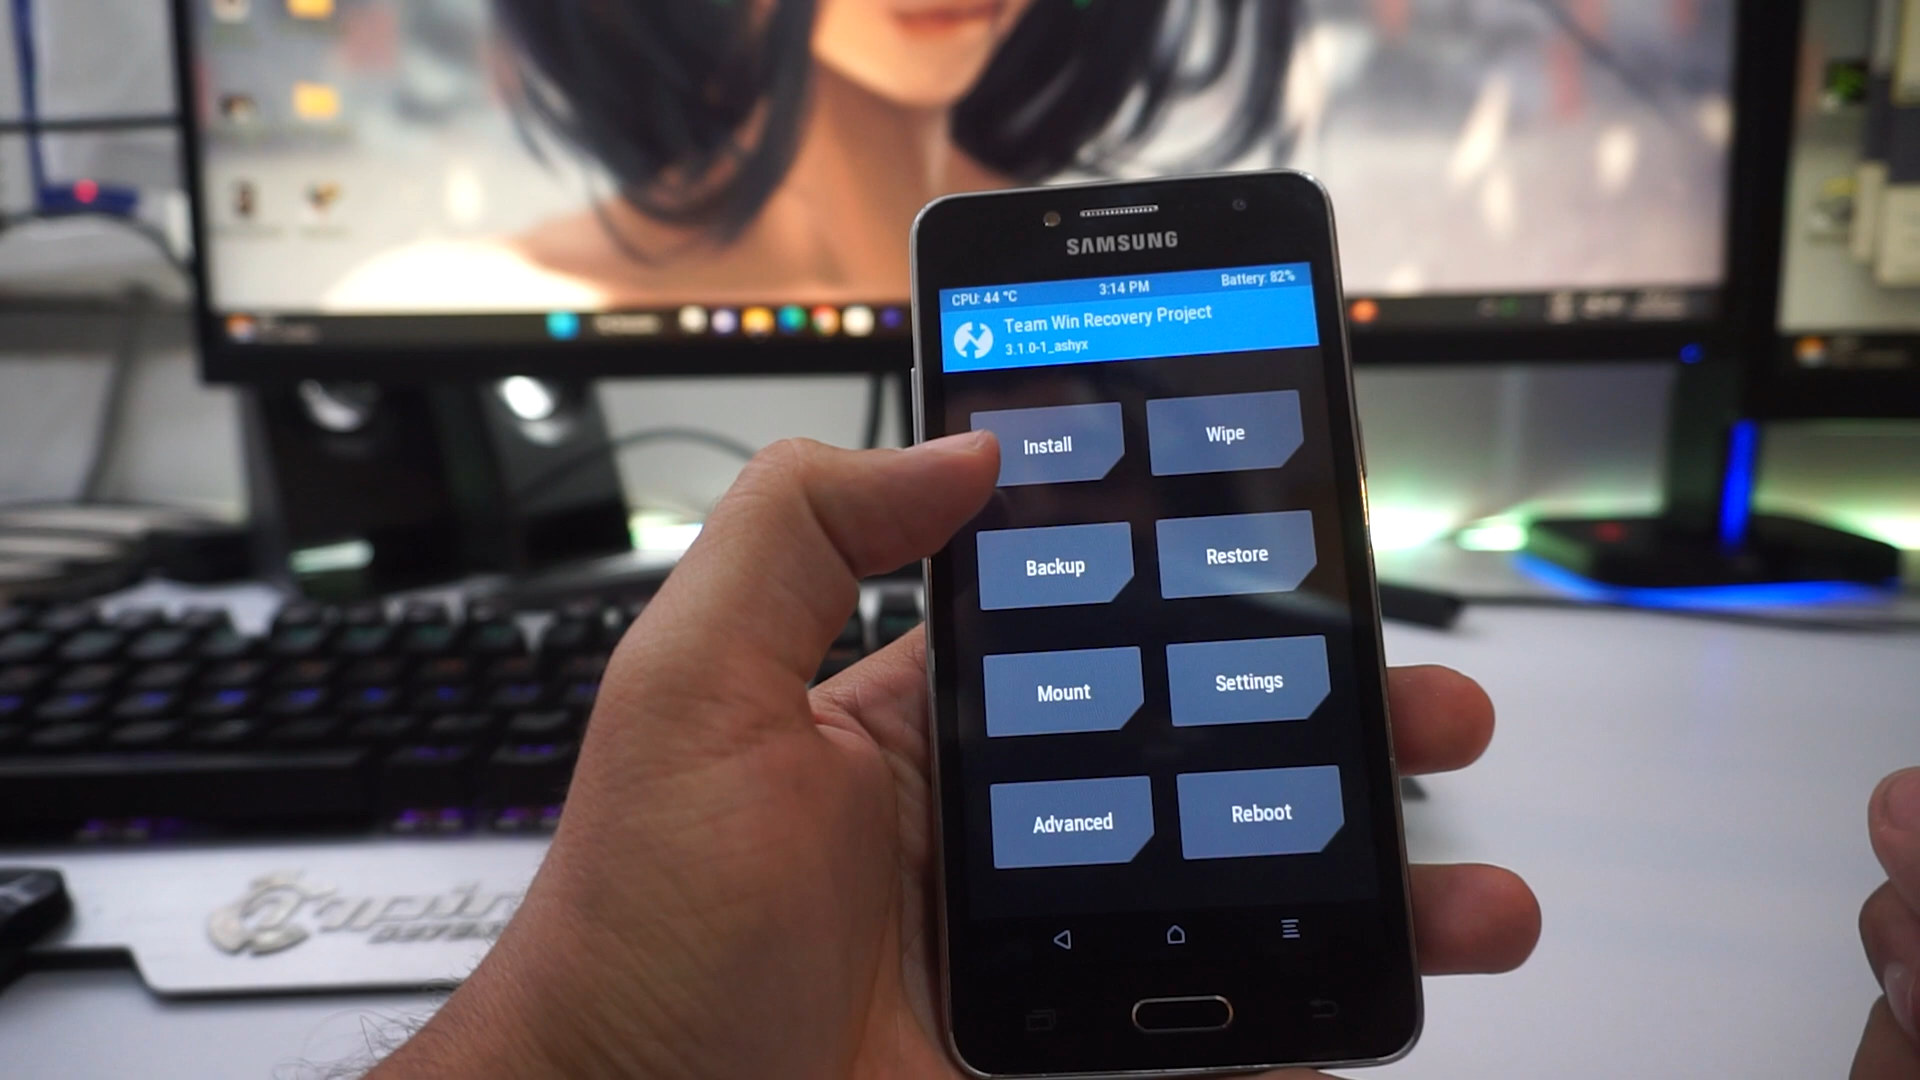 SAMSUNG
CPU: 44 °C 3:14 PM Battery: 82%
Team Win Recovery Project
3.1.0-1_ashyx
Install Wipe
Backup Restore
Mount Settings
Advanced Reboot